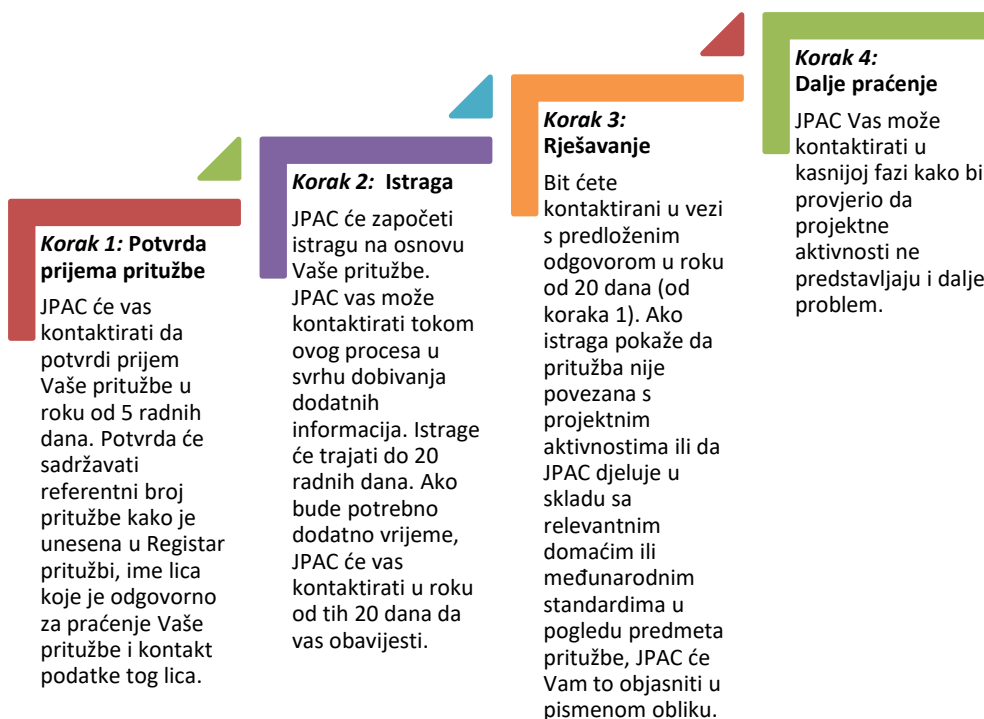 Korak 1: Potvrda
prijema pritužbe
JPAC će vas
kontaktirati da
potvrdi prijem
Vaše pritužbe u
roku od 5 radnih
dana. Potvrda će
sadržavati
referentni broj
pritužbe kako je
unesena u Registar
pritužbi, ime lica
koje je odgovorno
za praćenje Vaše
pritužbe i kontakt
podatke tog lica.
Korak 2: Istraga
JPAC će započeti
istragu na osnovu
Vaše pritužbe.
JPAC vas može
kontaktirati tokom
ovog procesa u
svrhu dobivanja
dodatnih
informacija. Istrage
će trajati do 20
radnih dana. Ako
bude potrebno
dodatno vrijeme,
JPAC će vas
kontaktirati u roku
od tih 20 dana da
vas obavijesti.
Korak 3:
Rješavanje
Bit ćete
kontaktirani u vezi
s predloženim
odgovorom u roku
od 20 dana (od
koraka 1). Ako
istraga pokaže da
pritužba nije
povezana s
projektnim
aktivnostima ili da
JPAC djeluje u
skladu sa
relevantnim
domaćim ili
međunarodnim
standardima u
pogledu predmeta
pritužbe, JPAC će
Vam to objasniti u
pismenom obliku.
Korak 4:
Dalje praćenje
JPAC Vas može
kontaktirati u
kasnijoj fazi kako bi
provjerio da
projektne
aktivnosti ne
predstavljaju i dalje
problem.